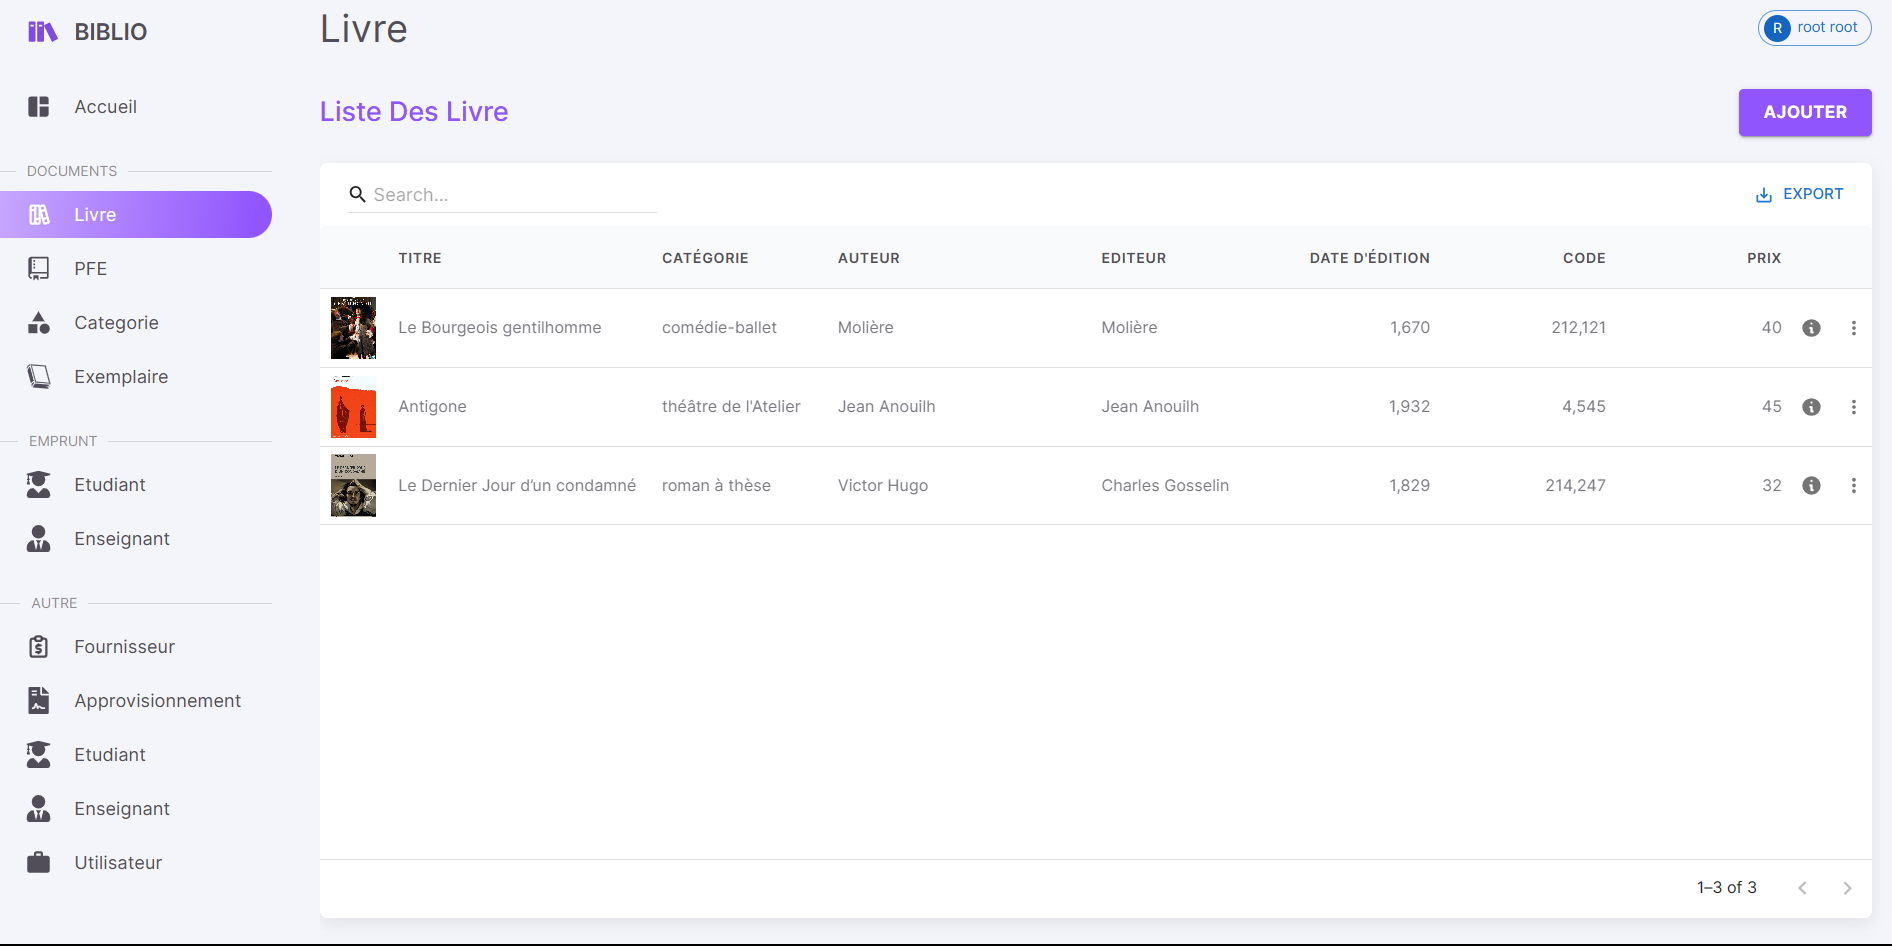 BIBLIO
Accueil
DOCUMENTS
Livre
PFE
Categorie
Exemplaire
EMPRUNT
Etudiant
Enseignant
AUTRE
Fournisseur
Approvisionnement
Etudiant
Enseignant
Utilisateur
Livre
R root root
Liste Des Livre
AJOUTER
Search...
EXPORT
TITRE CATÉGORIE AUTEUR EDITEUR DATE D'ÉDITION CODE PRIX
Le Bourgeois gentilhomme comédie-ballet Molière Molière 1,670 212,121 40
Antigone théâtre de l'Atelier Jean Anouilh Jean Anouilh 1,932 4,545 45
Le Dernier Jour d’un condamné roman à thèse Victor Hugo Charles Gosselin 1,829 214,247 32
1–3 of 3